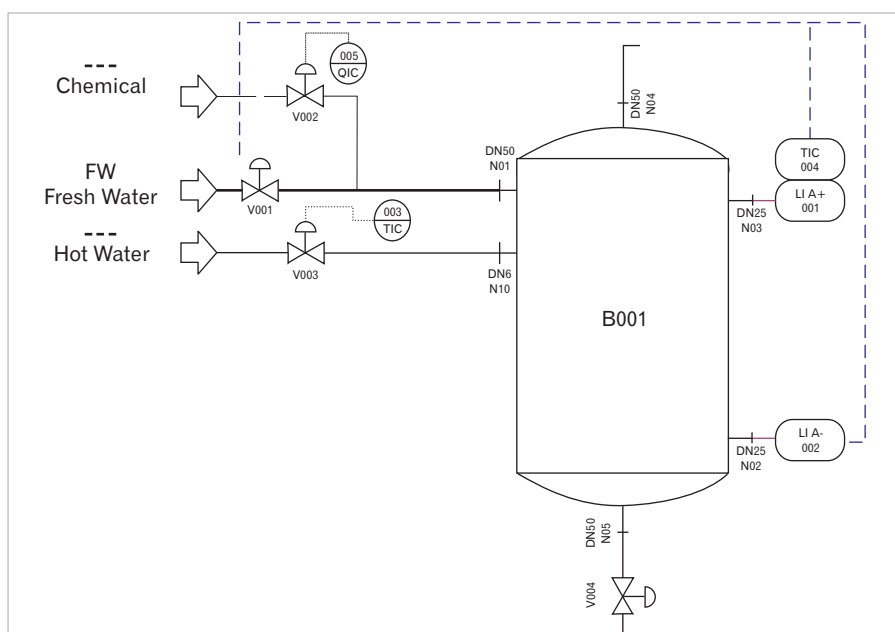 ---
Chemical
005
QIC
V002
FW
Fresh Water
V001
---
Hot Water
003
TIC
V003
DN50
N01
DN6
N10
DN50
N04
B001
TIC
004
LI A+
001
DN25
N03
LI A-
002
DN25
N02
DN50
N05
V004